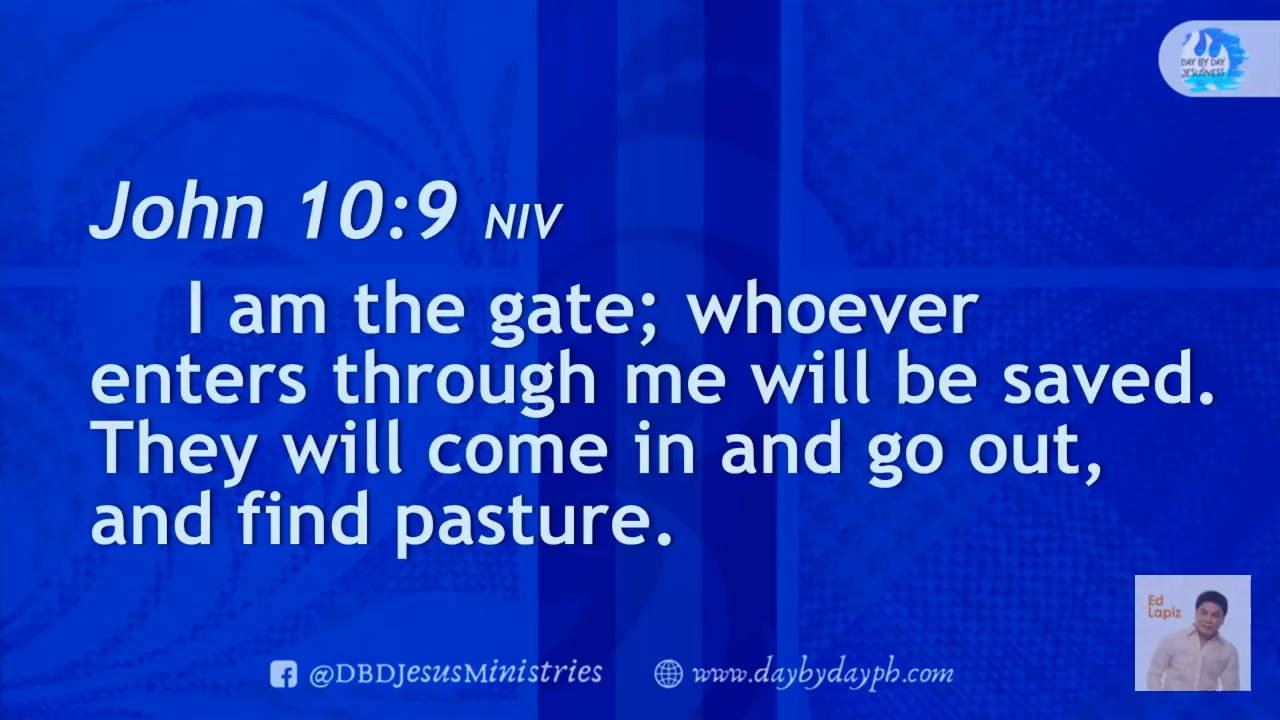 DAY BY DAY
JESUSNESS
John 10:9 NIV
I am the gate; whoever
enters through me will be saved.
They will come in and go out,
and find pasture.
Ed
Lapiz
@DBDJesusMinistries
www.daybydayph.com